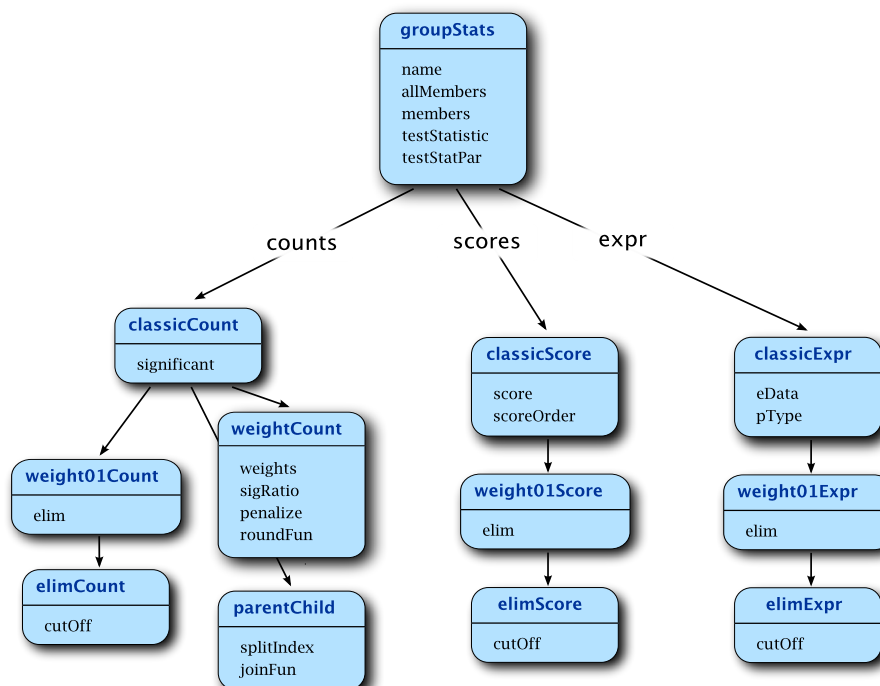 groupStats
name
allMembers
members
testStatistic
testStatPar
counts
scores
expr
classicCount
significant
classicScore
score
scoreOrder
classicExpr
eData
pType
weightCount
weights
sigRatio
penalize
roundFun
weight01Count
elim
weight01Score
elim
weight01Expr
elim
elimCount
cutOff
parentChild
splitIndex
joinFun
elimScore
cutOff
elimExpr
cutOff